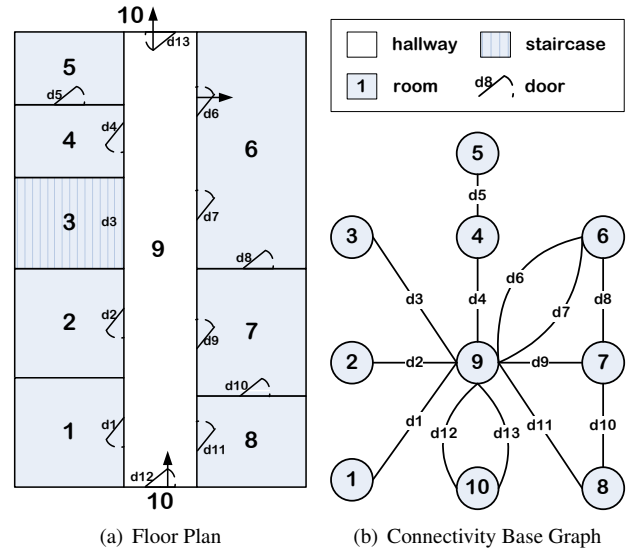 10
d13
5
d5
d4
4
d6
6
3
d3
d7
9
d8
2
d2
d9
7
d10
1
d1
8
d11
d12
10
(a) Floor Plan
hallway
staircase
1
room
d8
door
5
d5
3
4
6
d6
d3
d4
d7
d8
2
d2
9
d9
7
d1
d12
d13
d11
d10
1
10
8
(b) Connectivity Base Graph